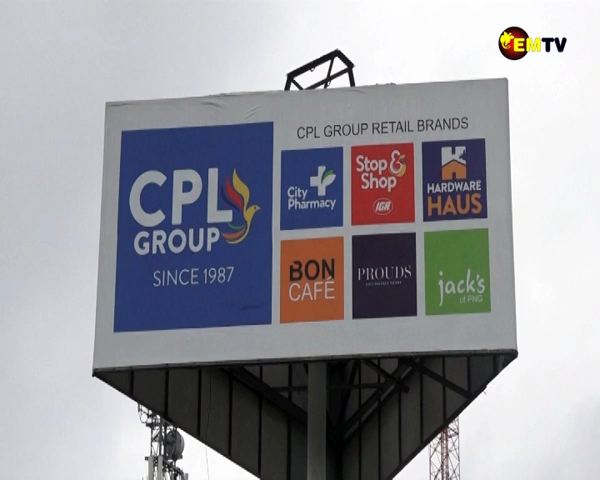 EMTV
CPL GROUP RETAIL BRANDS
CPL
GROUP
SINCE 1987
City
Pharmacy
Stop &
Shop
IGA
HARDWARE
HAUS
BON
CAFÉ
PROUDS
jack's
of PNG